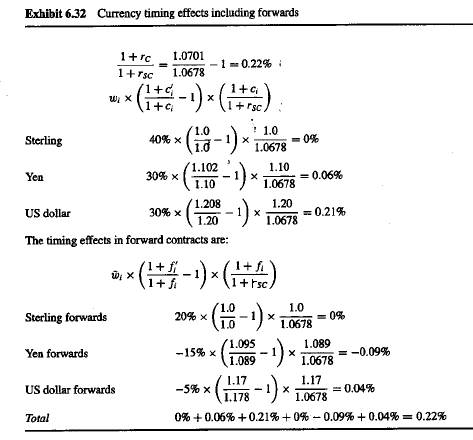 Exhibit 6.32 Currency timing effects including forwards
(1 + r_C)/(1 + r_SC) = 1.0701/1.0678 − 1 = 0.22%
w_i × ((1 + c'_i)/(1 + c_i) − 1) × ((1 + c_i)/(1 + r_SC))
Sterling 40% × (1.0/1.0 − 1) × 1.0/1.0678 = 0%
Yen 30% × (1.102/1.10 − 1) × 1.10/1.0678 = 0.06%
US dollar 30% × (1.208/1.20 − 1) × 1.20/1.0678 = 0.21%
The timing effects in forward contracts are:
w̃_i × ((1 + f'_i)/(1 + f_i) − 1) × ((1 + f_i)/(1 + r_SC))
Sterling forwards 20% × (1.0/1.0 − 1) × 1.0/1.0678 = 0%
Yen forwards −15% × (1.095/1.089 − 1) × 1.089/1.0678 = −0.09%
US dollar forwards −5% × (1.17/1.178 − 1) × 1.17/1.0678 = 0.04%
Total 0% + 0.06% + 0.21% + 0% − 0.09% + 0.04% = 0.22%